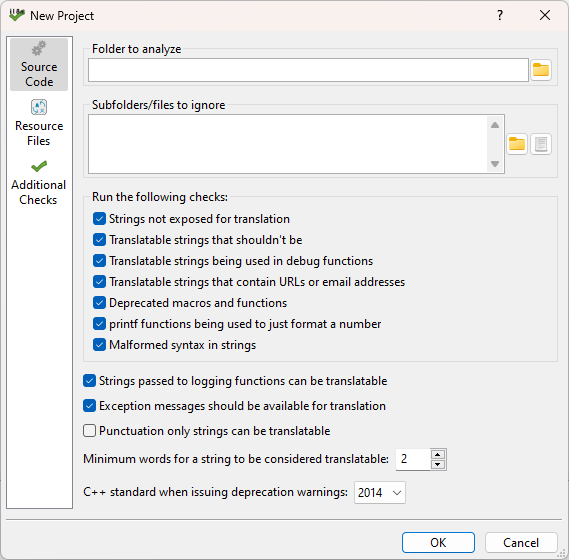 New Project
?
Source
Code
Resource
Files
Additional
Checks
Folder to analyze
Subfolders/files to ignore
Run the following checks:
Strings not exposed for translation
Translatable strings that shouldn't be
Translatable strings being used in debug functions
Translatable strings that contain URLs or email addresses
Deprecated macros and functions
printf functions being used to just format a number
Malformed syntax in strings
Strings passed to logging functions can be translatable
Exception messages should be available for translation
Punctuation only strings can be translatable
Minimum words for a string to be considered translatable: 2
C++ standard when issuing deprecation warnings: 2014
OK Cancel